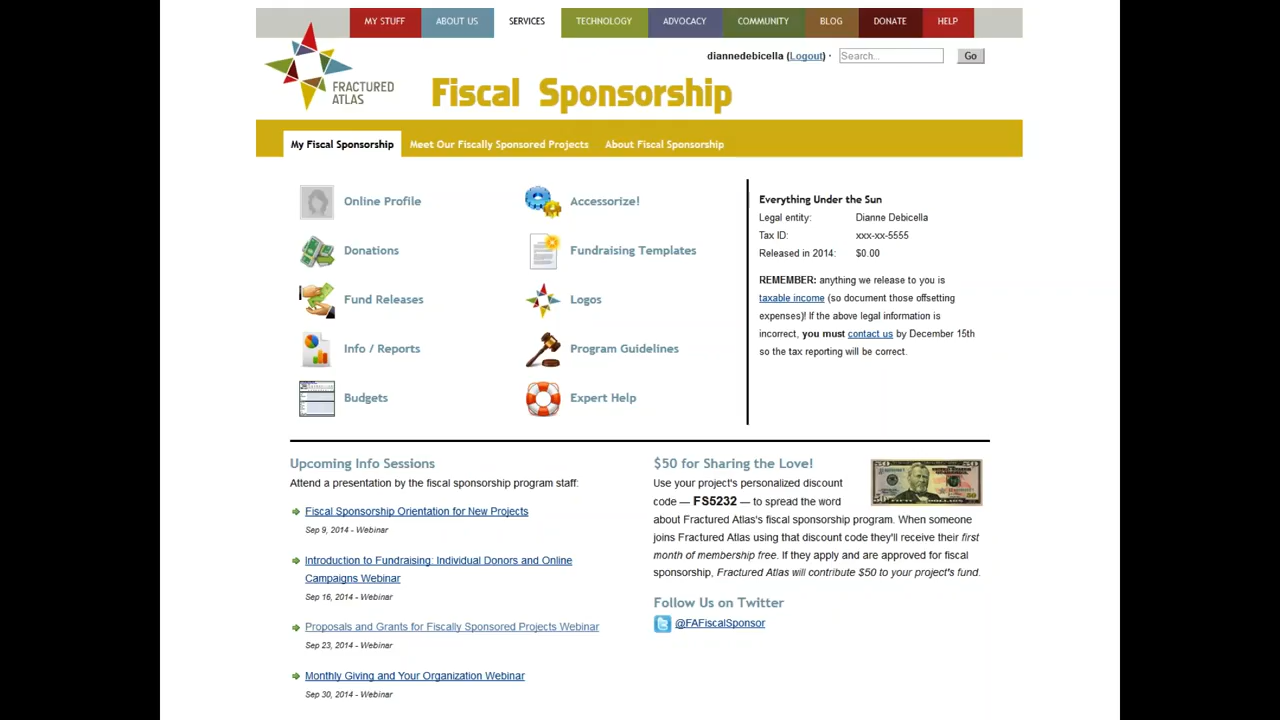 MY STUFF ABOUT US SERVICES TECHNOLOGY ADVOCACY COMMUNITY BLOG DONATE HELP
diannedebicella (Logout) · Search... Go
FRACTURED
ATLAS
Fiscal Sponsorship
My Fiscal Sponsorship Meet Our Fiscally Sponsored Projects About Fiscal Sponsorship
Online Profile
Donations
Fund Releases
Info / Reports
Budgets
Accessorize!
Fundraising Templates
Logos
Program Guidelines
Expert Help
Everything Under the Sun
Legal entity: Dianne Debicella
Tax ID: xxx-xx-5555
Released in 2014: $0.00
REMEMBER: anything we release to you is
taxable income (so document those offsetting
expenses)! If the above legal information is
incorrect, you must contact us by December 15th
so the tax reporting will be correct.
Upcoming Info Sessions
Attend a presentation by the fiscal sponsorship program staff:
Fiscal Sponsorship Orientation for New Projects
Sep 9, 2014 - Webinar
Introduction to Fundraising: Individual Donors and Online
Campaigns Webinar
Sep 16, 2014 - Webinar
Proposals and Grants for Fiscally Sponsored Projects Webinar
Sep 23, 2014 - Webinar
Monthly Giving and Your Organization Webinar
Sep 30, 2014 - Webinar
$50 for Sharing the Love!
Use your project's personalized discount
code — FS5232 — to spread the word
about Fractured Atlas's fiscal sponsorship program. When someone
joins Fractured Atlas using that discount code they'll receive their first
month of membership free. If they apply and are approved for fiscal
sponsorship, Fractured Atlas will contribute $50 to your project's fund.
Follow Us on Twitter
@FAFiscalSponsor